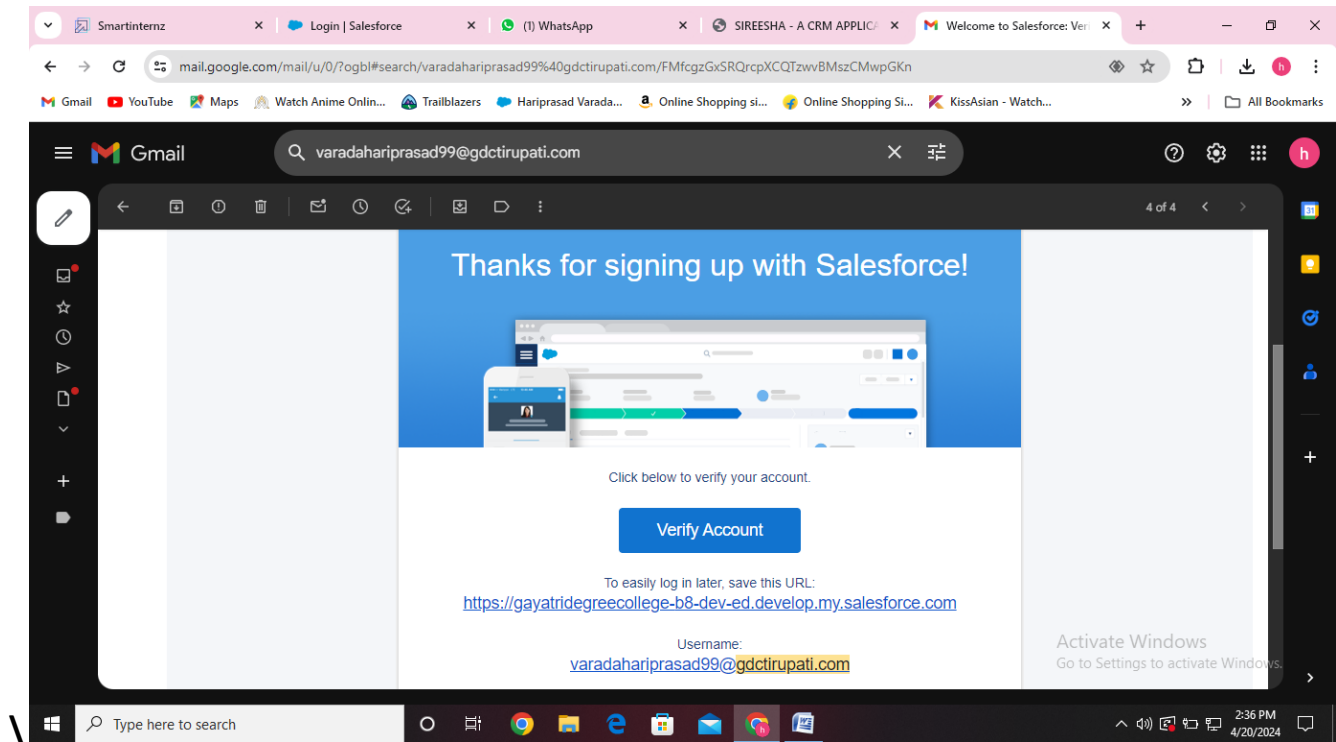 Smartinternz
Login | Salesforce
(1) WhatsApp
SIREESHA - A CRM APPLICA
Welcome to Salesforce: Veri
mail.google.com/mail/u/0/?ogbl#search/varadahariprasad99%40gdctirupati.com/FMfcgzGxSRQrcpXCQTzwvBMszCMwpGKn
h
Gmail
YouTube
Maps
Watch Anime Onlin...
Trailblazers
Hariprasad Varada...
Online Shopping si...
Online Shopping Si...
KissAsian - Watch...
»
All Bookmarks
Gmail
varadahariprasad99@gdctirupati.com
h
4 of 4
31
Thanks for signing up with Salesforce!
Click below to verify your account.
Verify Account
To easily log in later, save this URL:
https://gayatridegreecollege-b8-dev-ed.develop.my.salesforce.com
Username:
varadahariprasad99@gdctirupati.com
Activate Windows
Go to Settings to activate Windows.
\
Type here to search
2:36 PM
4/20/2024